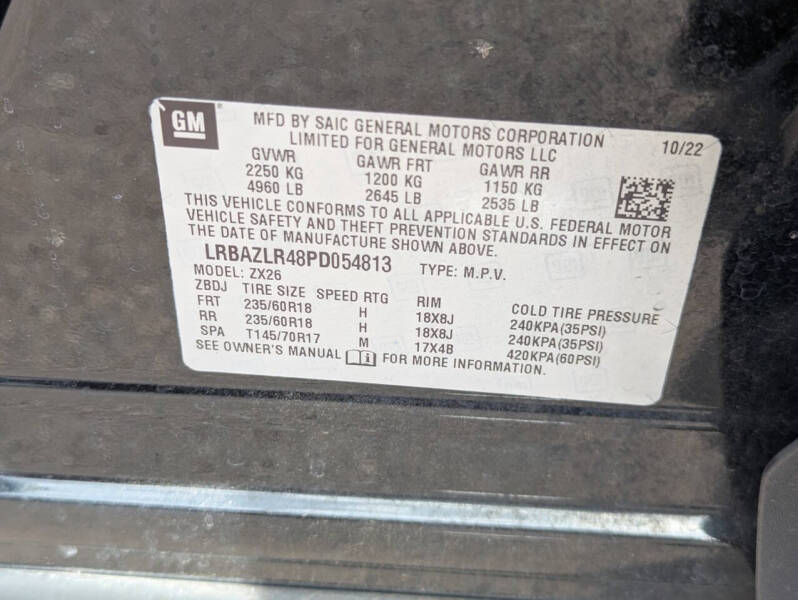 GM
MFD BY SAIC GENERAL MOTORS CORPORATION
LIMITED FOR GENERAL MOTORS LLC
10/22
GVWR GAWR FRT GAWR RR
2250 KG 1200 KG 1150 KG
4960 LB 2645 LB 2535 LB
THIS VEHICLE CONFORMS TO ALL APPLICABLE U.S. FEDERAL MOTOR
VEHICLE SAFETY AND THEFT PREVENTION STANDARDS IN EFFECT ON
THE DATE OF MANUFACTURE SHOWN ABOVE.
LRBAZLR48PD054813 TYPE: M.P.V.
MODEL: ZX26
ZBDJ TIRE SIZE SPEED RTG RIM COLD TIRE PRESSURE
FRT 235/60R18 H 18X8J 240KPA(35PSI)
RR 235/60R18 H 18X8J 240KPA(35PSI)
SPA T145/70R17 M 17X4B 420KPA(60PSI)
SEE OWNER'S MANUAL FOR MORE INFORMATION.